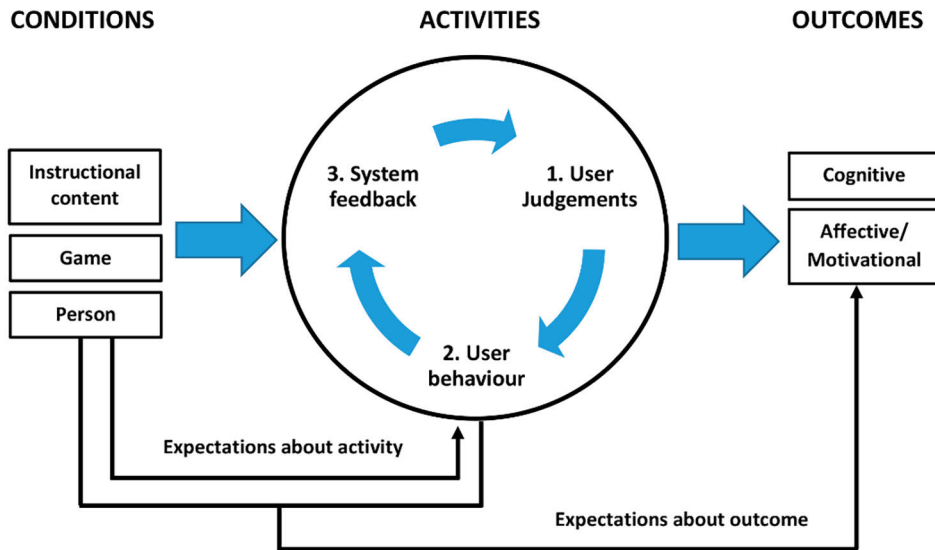 CONDITIONS
ACTIVITIES
OUTCOMES
Instructional
content
Game
Person
3. System
feedback
1. User
Judgements
2. User
behaviour
Cognitive
Affective/
Motivational
Expectations about activity
Expectations about outcome